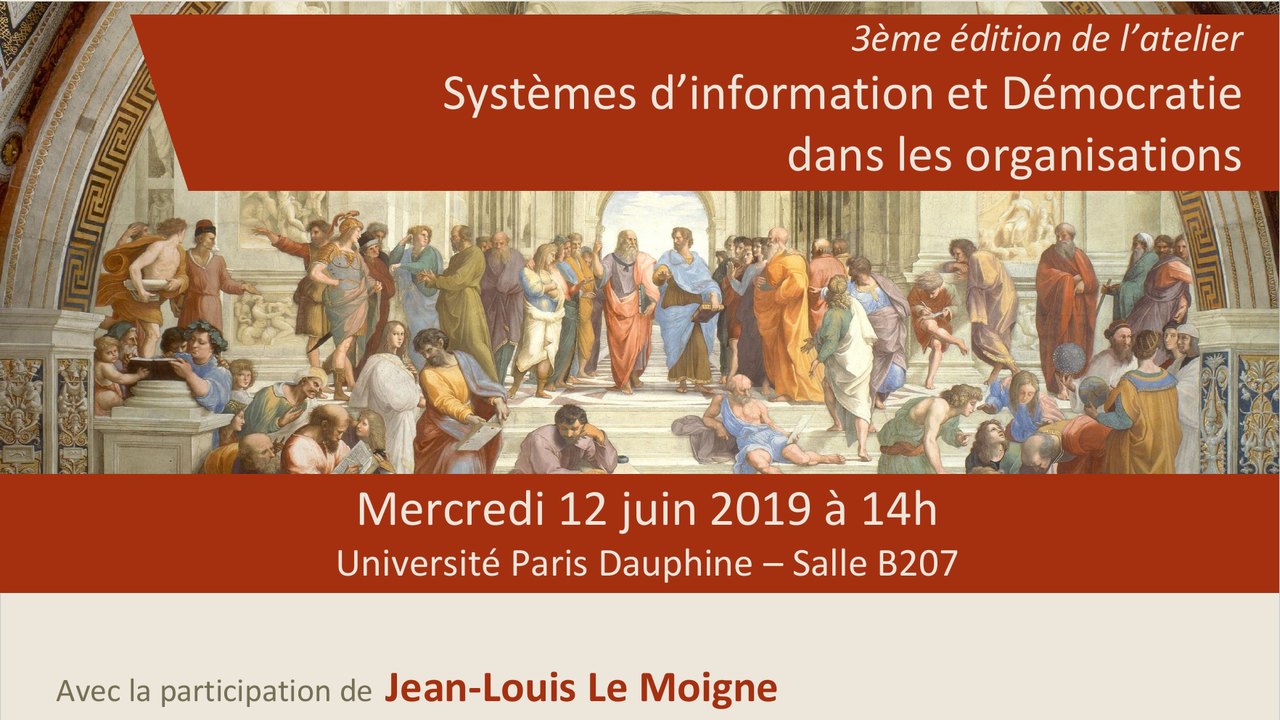 3ème édition de l’atelier
Systèmes d’information et Démocratie
dans les organisations
Mercredi 12 juin 2019 à 14h
Université Paris Dauphine – Salle B207
Avec la participation de Jean-Louis Le Moigne